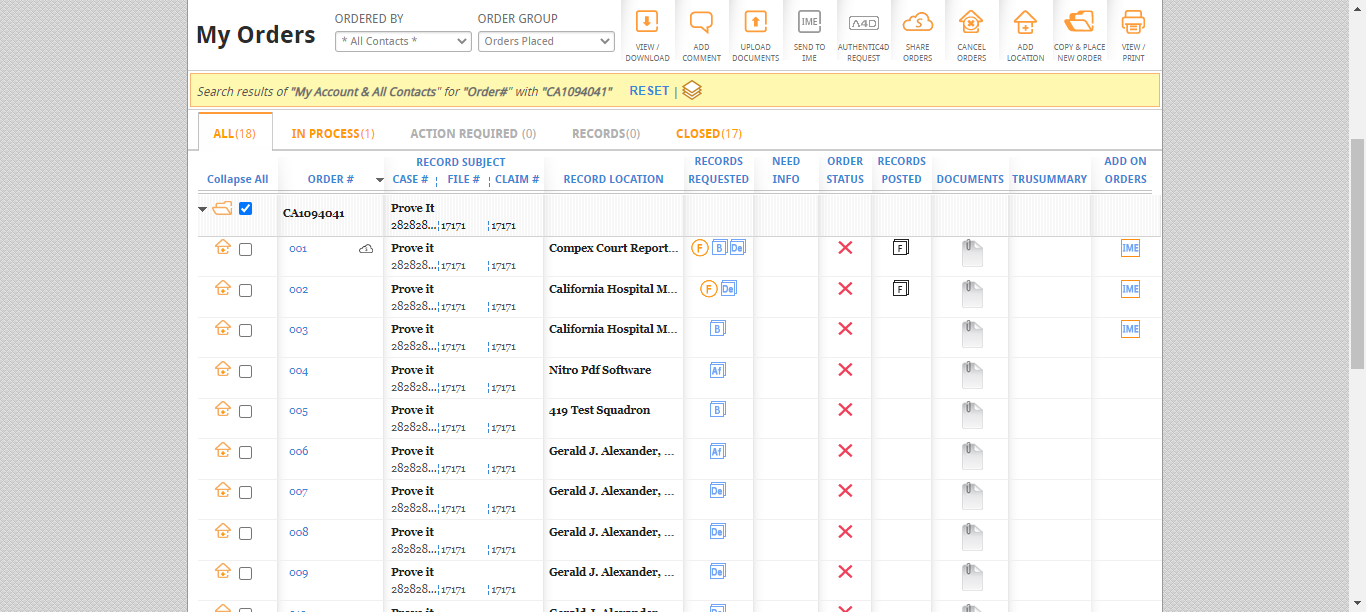 My Orders
ORDERED BY
* All Contacts *
ORDER GROUP
Orders Placed
VIEW / DOWNLOAD
ADD COMMENT
UPLOAD DOCUMENTS
IME
SEND TO IME
A4D
AUTHENTIC4D REQUEST
SHARE ORDERS
CANCEL ORDERS
ADD LOCATION
COPY & PLACE NEW ORDER
VIEW / PRINT
Search results of "My Account & All Contacts" for "Order#" with "CA1094041" RESET |
ALL(18) IN PROCESS(1) ACTION REQUIRED (0) RECORDS(0) CLOSED(17)
Collapse All
ORDER #
RECORD SUBJECT
CASE # ¦ FILE # ¦ CLAIM #
RECORD LOCATION
RECORDS REQUESTED
NEED INFO
ORDER STATUS
RECORDS POSTED
DOCUMENTS
TRUSUMMARY
ADD ON ORDERS
CA1094041 Prove It
282828...¦17171 ¦17171
001 Prove it Compex Court Report... F B De F IME
282828...¦17171 ¦17171
002 Prove it California Hospital M... F De F IME
282828...¦17171 ¦17171
003 Prove it California Hospital M... B IME
282828...¦17171 ¦17171
004 Prove it Nitro Pdf Software Af
282828...¦17171 ¦17171
005 Prove it 419 Test Squadron B
282828...¦17171 ¦17171
006 Prove it Gerald J. Alexander, ... Af
282828...¦17171 ¦17171
007 Prove it Gerald J. Alexander, ... De
282828...¦17171 ¦17171
008 Prove it Gerald J. Alexander, ... De
282828...¦17171 ¦17171
009 Prove it Gerald J. Alexander, ... De
282828...¦17171 ¦17171